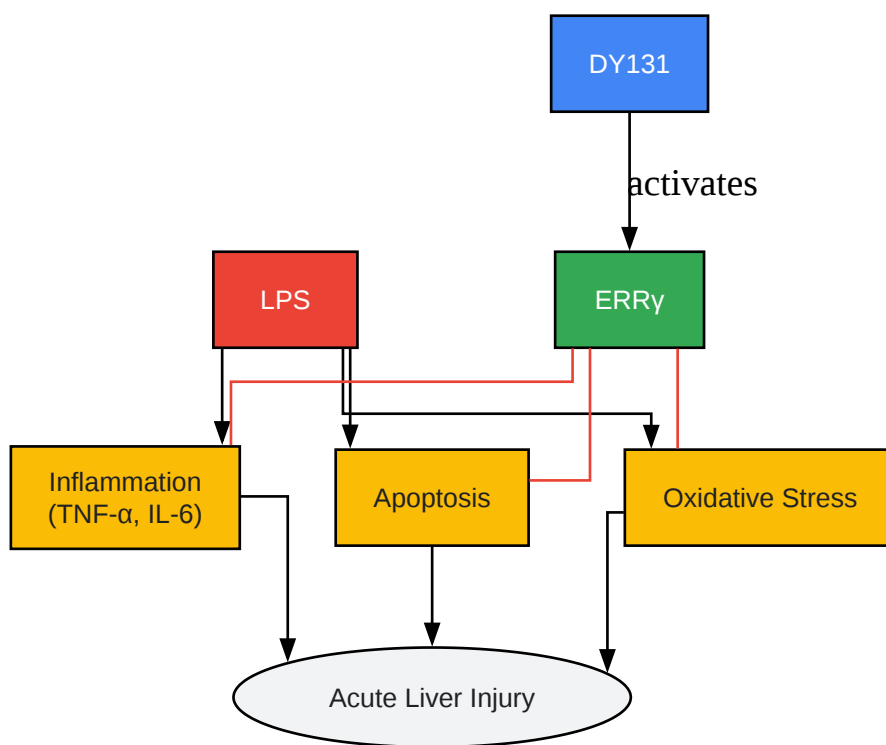 DY131
activates
LPS
ERRγ
Inflammation
(TNF-α, IL-6)
Apoptosis
Oxidative Stress
Acute Liver Injury